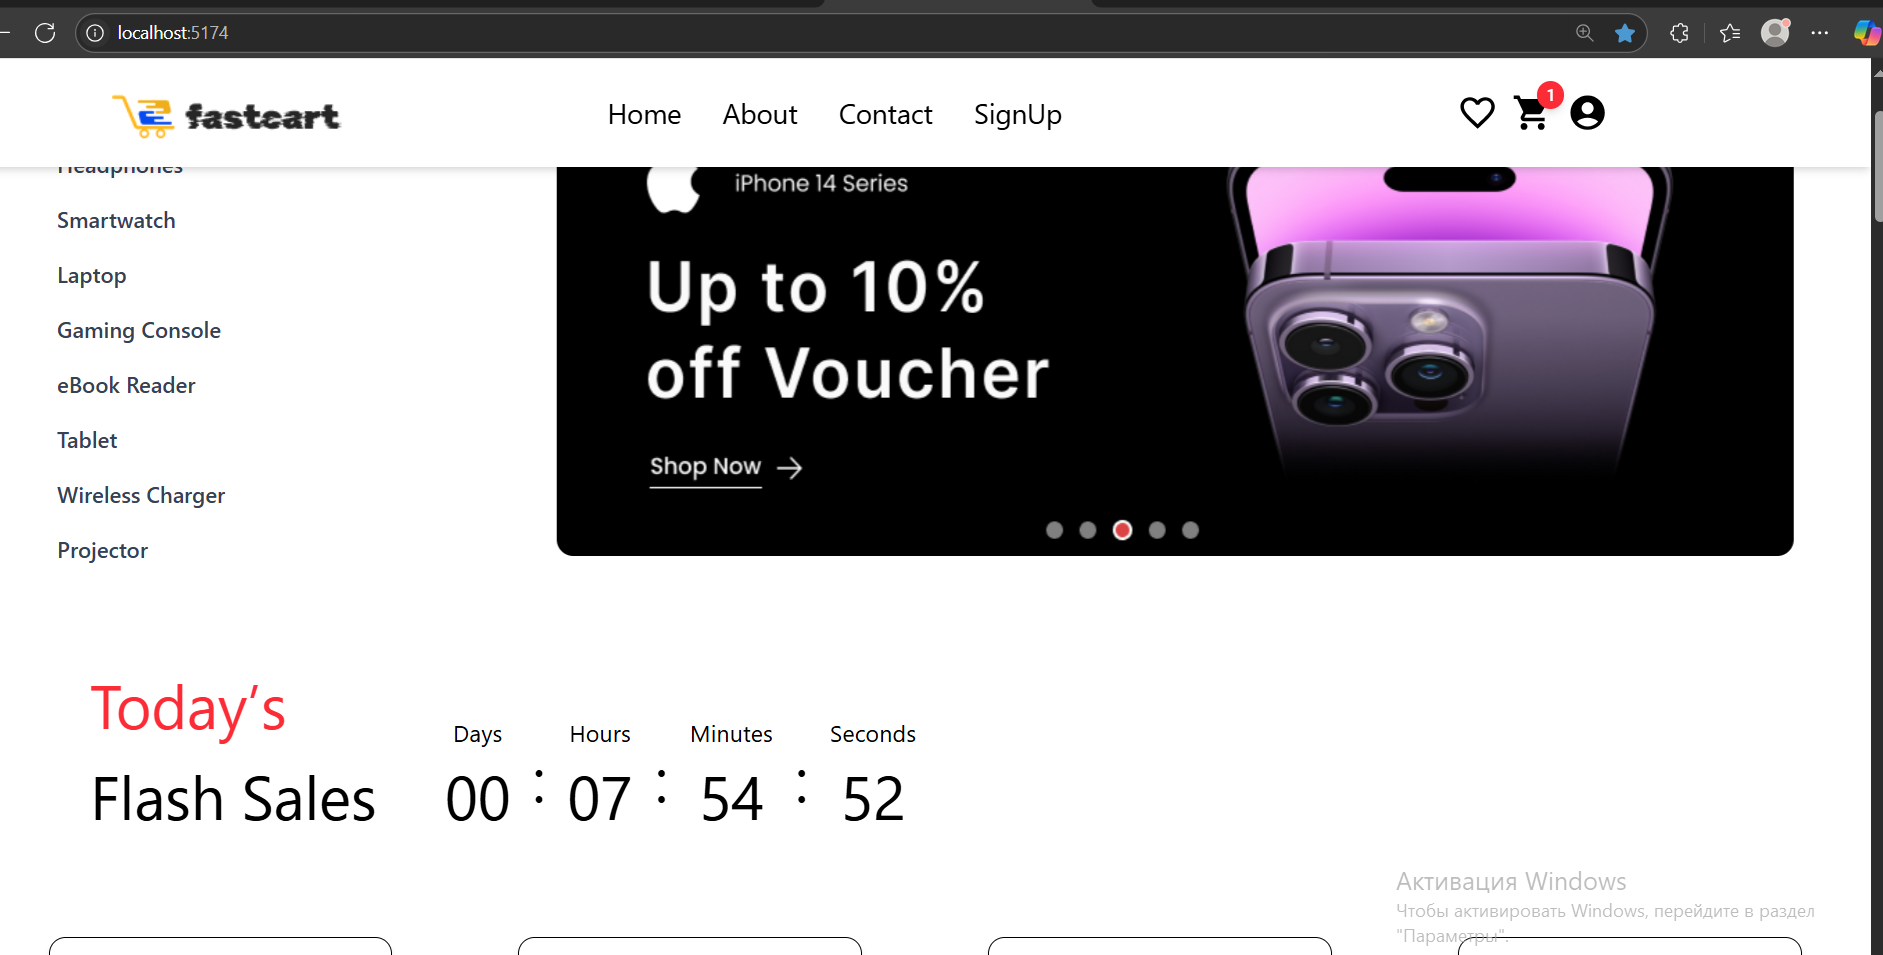 localhost:5174
fastcart
Home About Contact SignUp
1
Headphones
Smartwatch
Laptop
Gaming Console
eBook Reader
Tablet
Wireless Charger
Projector
iPhone 14 Series
Up to 10%
off Voucher
Shop Now
Today’s
Flash Sales
Days Hours Minutes Seconds
00 : 07 : 54 : 52
Активация Windows
Чтобы активировать Windows, перейдите в раздел
"Параметры".